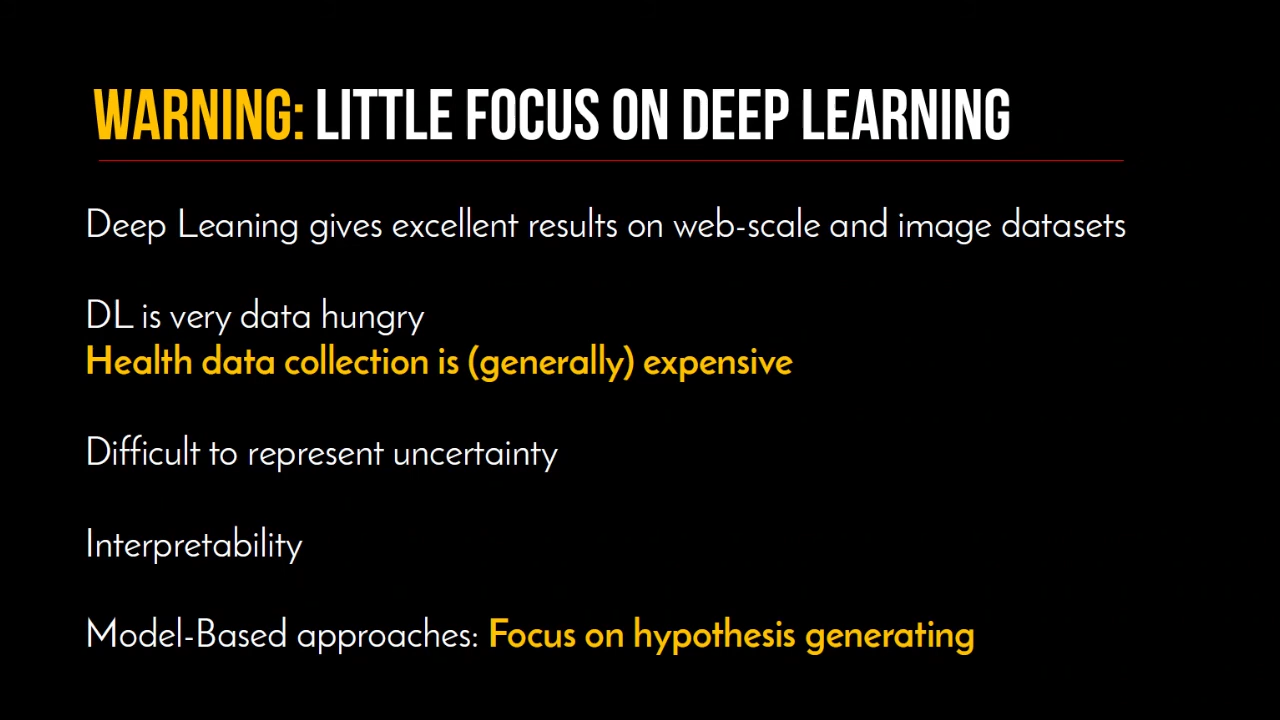 WARNING: LITTLE FOCUS ON DEEP LEARNING
Deep Leaning gives excellent results on web-scale and image datasets
DL is very data hungry
Health data collection is (generally) expensive
Difficult to represent uncertainty
Interpretability
Model-Based approaches: Focus on hypothesis generating